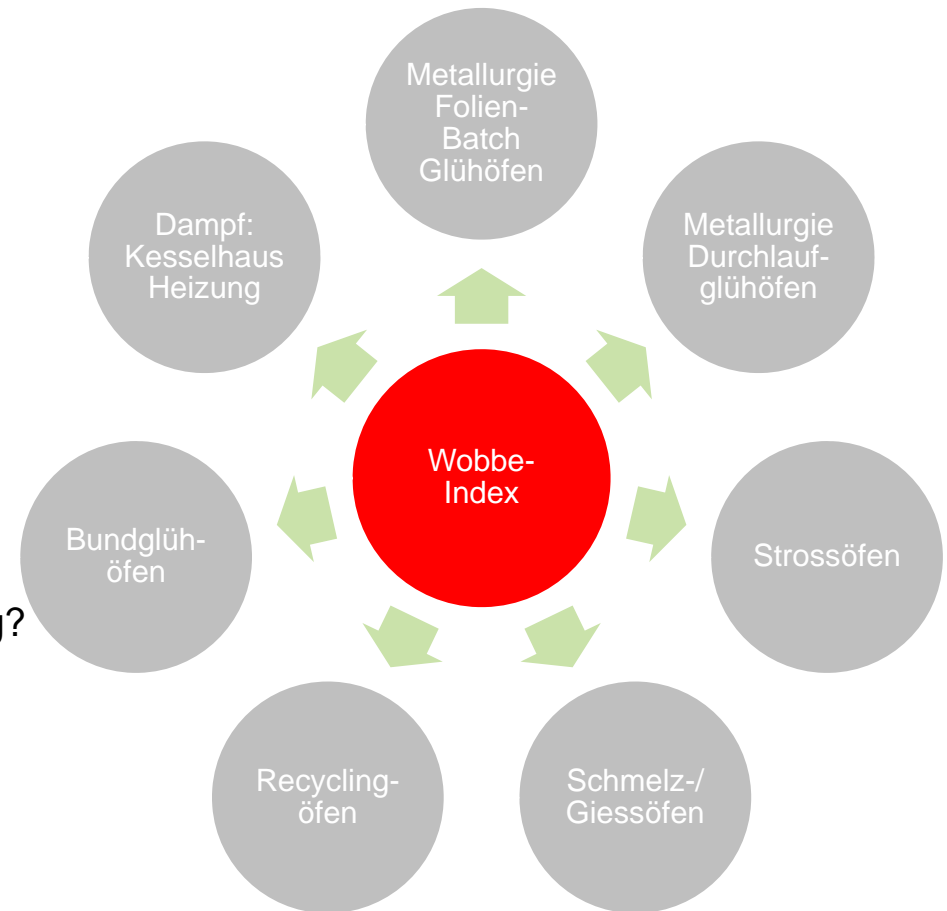 Metallurgie
Folien-
Batch
Glühöfen
Dampf:
Kesselhaus
Heizung
Metallurgie
Durchlauf-
glühöfen
Wobbe-
Index
Bundglüh-
öfen
Strossöfen
g?
Recycling-
öfen
Schmelz-/
Giessöfen